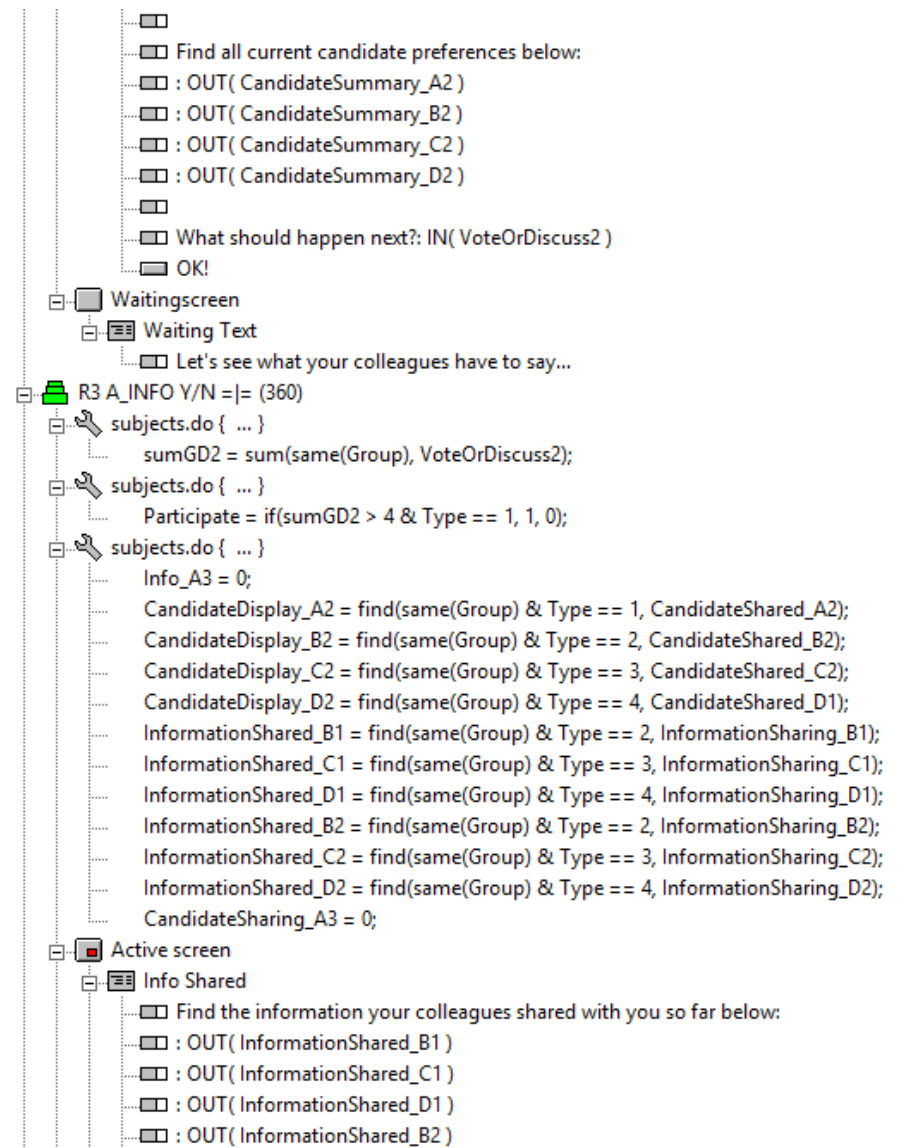 Find all current candidate preferences below:
: OUT( CandidateSummary_A2 )
: OUT( CandidateSummary_B2 )
: OUT( CandidateSummary_C2 )
: OUT( CandidateSummary_D2 )
What should happen next?: IN( VoteOrDiscuss2 )
OK!
Waitingscreen
Waiting Text
Let's see what your colleagues have to say...
R3 A_INFO Y/N =|= (360)
subjects.do { ... }
sumGD2 = sum(same(Group), VoteOrDiscuss2);
subjects.do { ... }
Participate = if(sumGD2 > 4 & Type == 1, 1, 0);
subjects.do { ... }
Info_A3 = 0;
CandidateDisplay_A2 = find(same(Group) & Type == 1, CandidateShared_A2);
CandidateDisplay_B2 = find(same(Group) & Type == 2, CandidateShared_B2);
CandidateDisplay_C2 = find(same(Group) & Type == 3, CandidateShared_C2);
CandidateDisplay_D2 = find(same(Group) & Type == 4, CandidateShared_D1);
InformationShared_B1 = find(same(Group) & Type == 2, InformationSharing_B1);
InformationShared_C1 = find(same(Group) & Type == 3, InformationSharing_C1);
InformationShared_D1 = find(same(Group) & Type == 4, InformationSharing_D1);
InformationShared_B2 = find(same(Group) & Type == 2, InformationSharing_B2);
InformationShared_C2 = find(same(Group) & Type == 3, InformationSharing_C2);
InformationShared_D2 = find(same(Group) & Type == 4, InformationSharing_D2);
CandidateSharing_A3 = 0;
Active screen
Info Shared
Find the information your colleagues shared with you so far below:
: OUT( InformationShared_B1 )
: OUT( InformationShared_C1 )
: OUT( InformationShared_D1 )
: OUT( InformationShared_B2 )